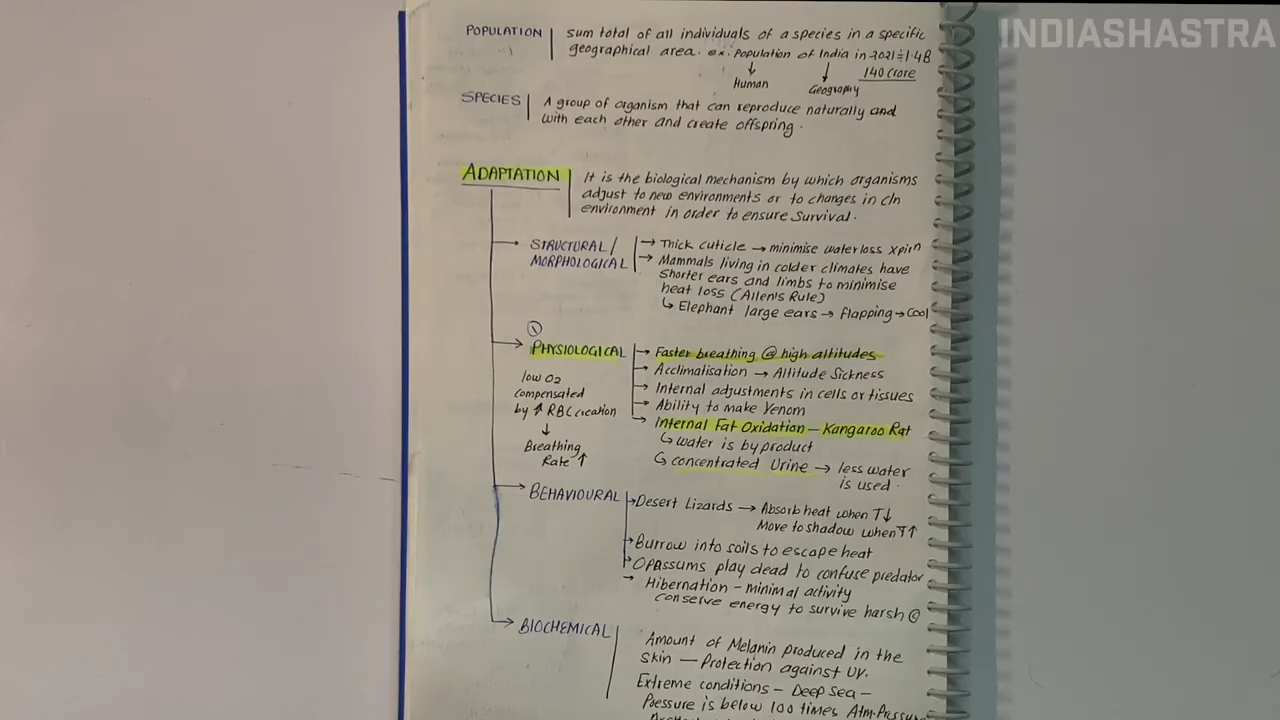 INDIASHASTRA
POPULATION | sum total of all individuals of a species in a specific
geographical area. ex. Population of India in 2021 ÷ 1.4B
↓ Human ↓ Geography 140 Crore
SPECIES | A group of organism that can reproduce naturally and
with each other and create offspring.
ADAPTATION | It is the biological mechanism by which organisms
adjust to new environments or to changes in c/n
environment in order to ensure survival.
→ STRUCTURAL/
MORPHOLOGICAL
→ Thick cuticle → minimise water loss xpirn
→ Mammals living in colder climates have
shorter ears and limbs to minimise
heat loss (Allen's Rule)
↳ Elephant large ears → flapping → Cool
①
→ PHYSIOLOGICAL
low O2
compensated
by ↑ RBC creation
↓
Breathing
Rate ↑
→ Faster breathing @ high altitudes
→ Acclimatisation → Altitude Sickness
→ Internal adjustments in cells or tissues
→ Ability to make Venom
→ Internal Fat Oxidation – Kangaroo Rat
↳ water is by product
↳ concentrated Urine → less water
is used.
→ BEHAVIOURAL
→ Desert Lizards → Absorb heat when T↓
Move to shadow when T↑
→ Burrow into soils to escape heat
→ Opassums play dead to confuse predator
→ Hibernation – minimal activity
conserve energy to survive harsh ©
→ BIOCHEMICAL
Amount of Melanin produced in the
skin — Protection against UV.
Extreme conditions – Deep Sea –
Pressure is below 100 times Atm. Pressure